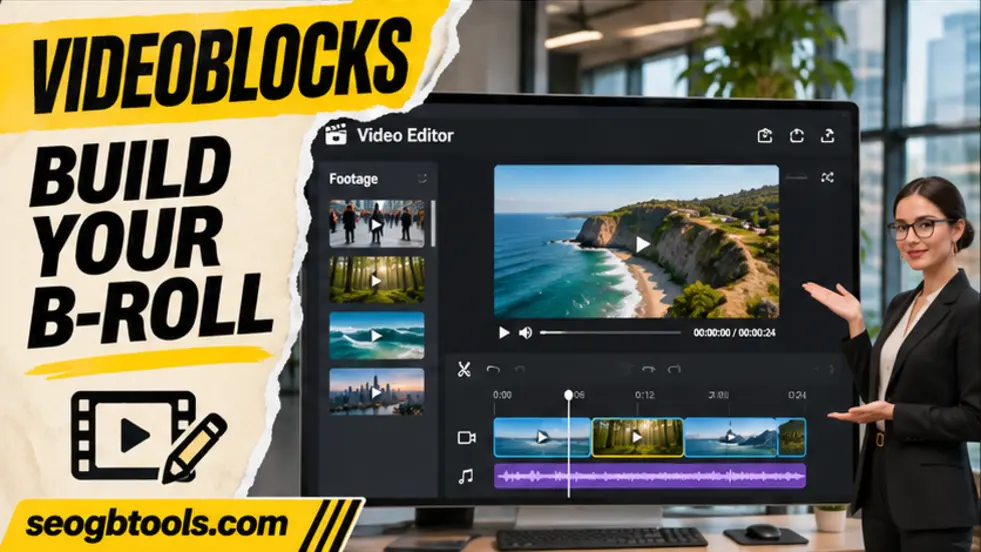 VIDEOBLOCKS
BUILD
YOUR
B-ROLL
seogbtools.com
Video Editor
Footage
00:00:00 / 00:00:24
0:00
0:12
0:24